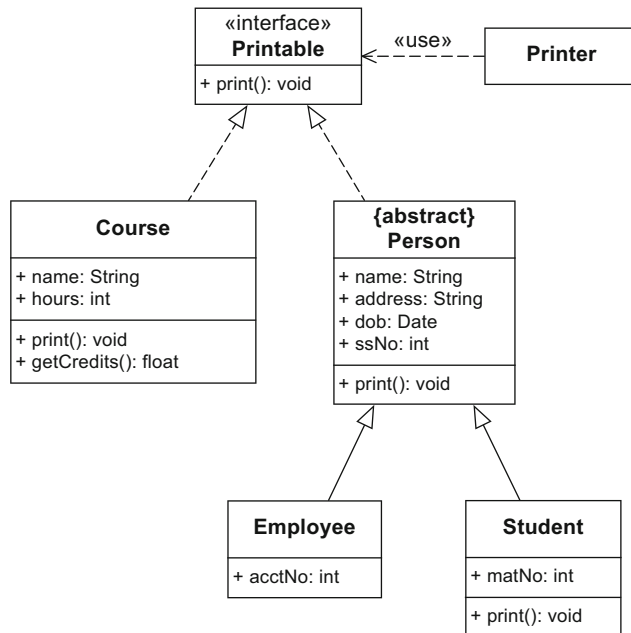 «interface»
Printable
+ print(): void
«use»
Printer
Course
+ name: String
+ hours: int
+ print(): void
+ getCredits(): float
{abstract}
Person
+ name: String
+ address: String
+ dob: Date
+ ssNo: int
+ print(): void
Employee
+ acctNo: int
Student
+ matNo: int
+ print(): void